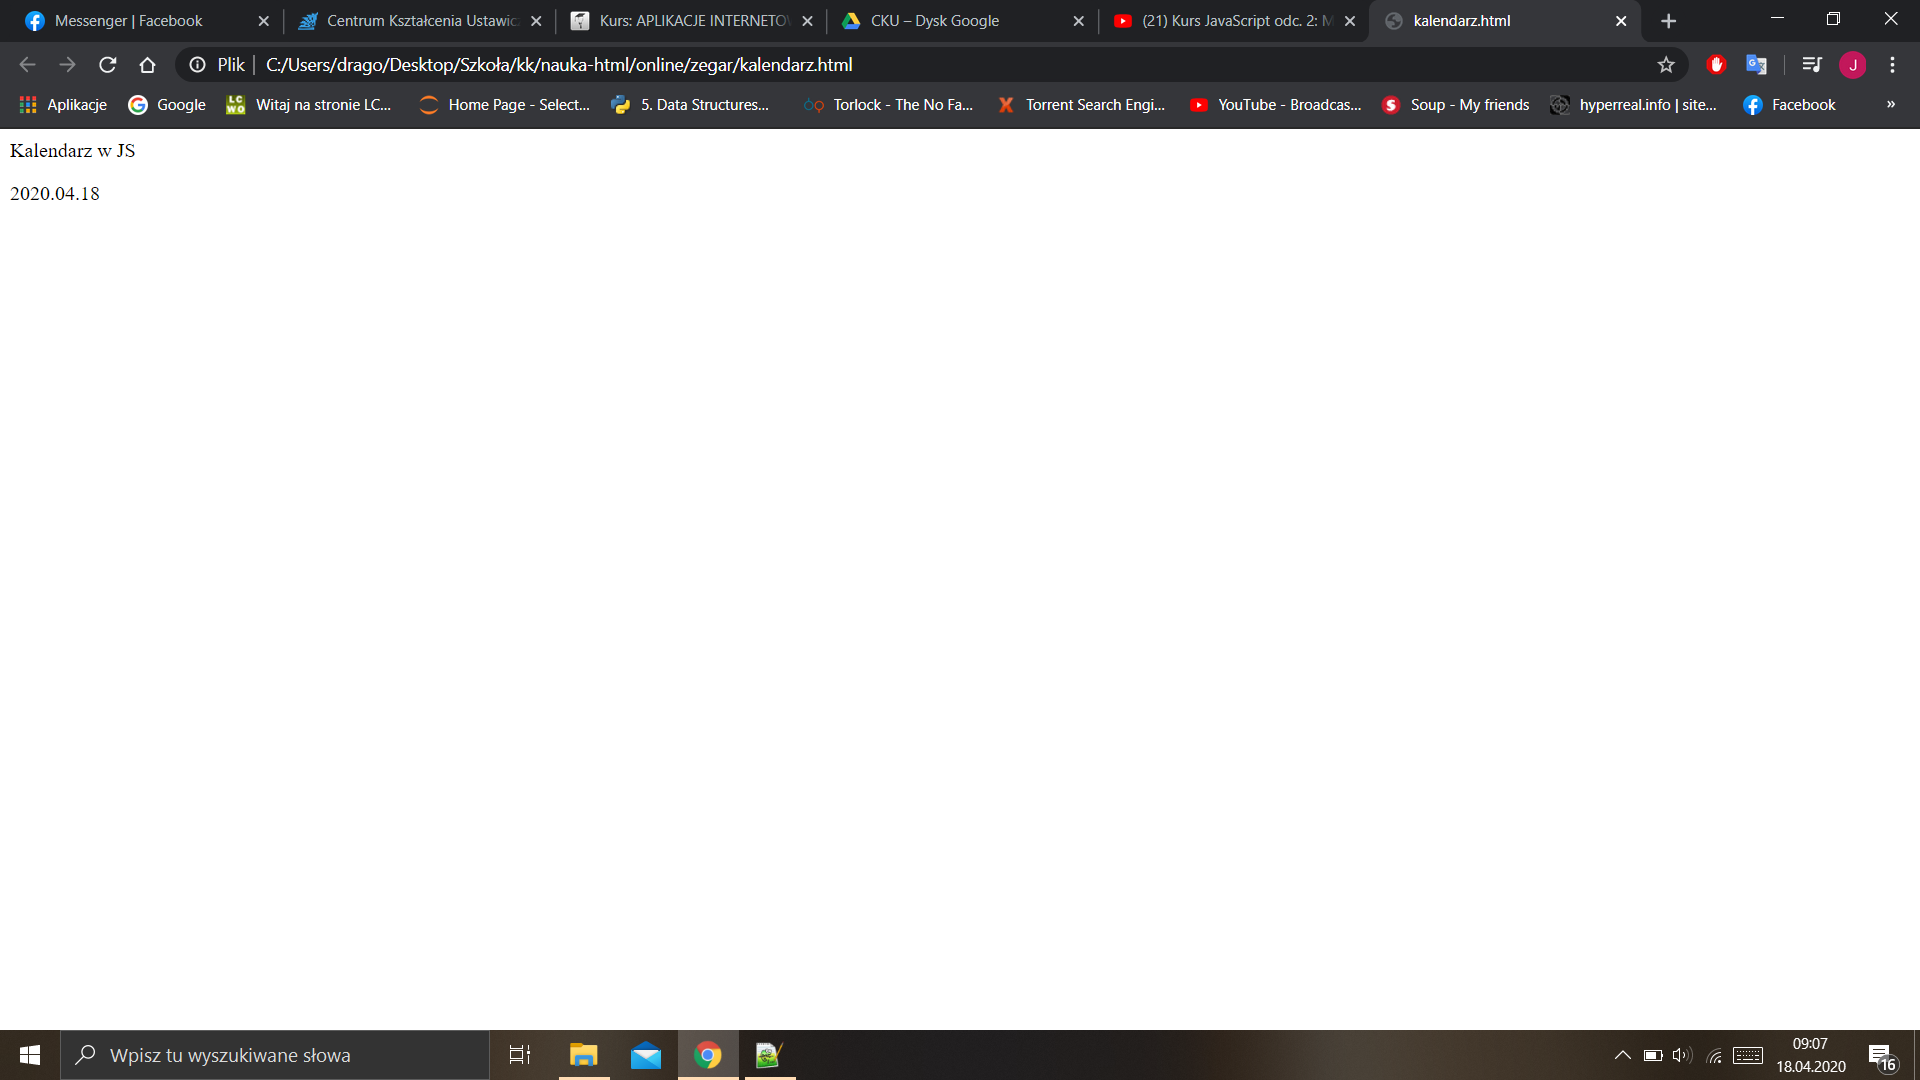 Messenger | Facebook
Centrum Kształcenia Ustawic
Kurs: APLIKACJE INTERNETOW
CKU – Dysk Google
(21) Kurs JavaScript odc. 2: M
kalendarz.html
Plik
C:/Users/drago/Desktop/Szkoła/kk/nauka-html/online/zegar/kalendarz.html
J
Aplikacje
Google
LC WO
Witaj na stronie LC...
Home Page - Select...
5. Data Structures...
Torlock - The No Fa...
Torrent Search Engi...
YouTube - Broadcas...
Soup - My friends
hyperreal.info | site...
Facebook
»
Kalendarz w JS
2020.04.18
Wpisz tu wyszukiwane słowa
09:07
18.04.2020
16